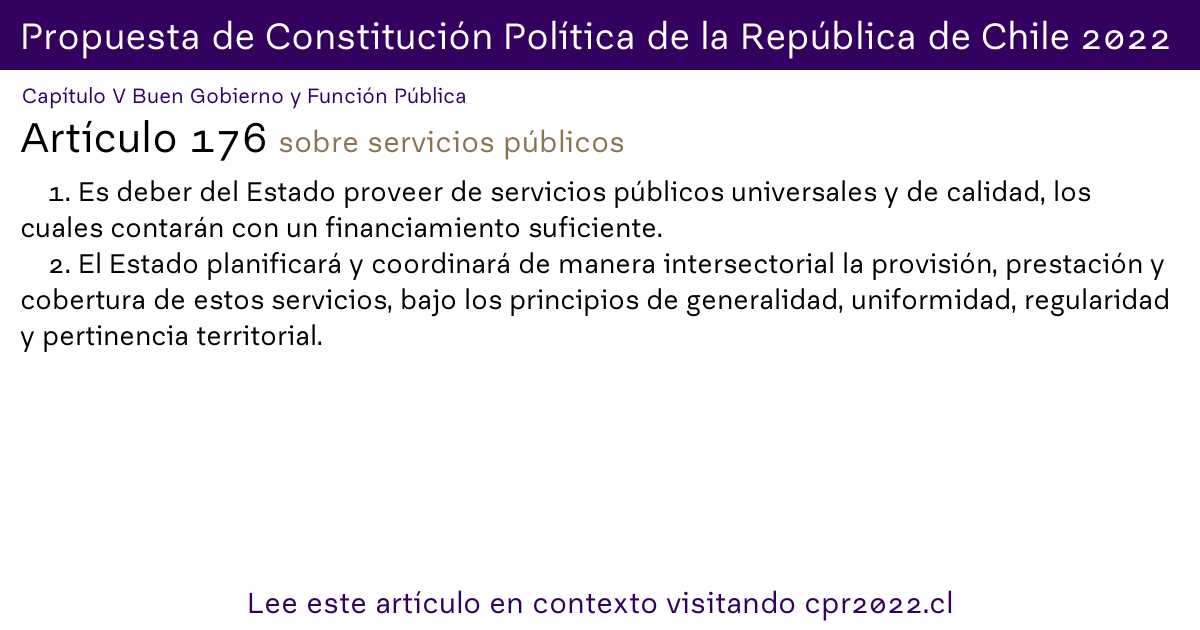 Propuesta de Constitución Política de la República de Chile 2022
Capítulo V Buen Gobierno y Función Pública
Artículo 176 sobre servicios públicos
1. Es deber del Estado proveer de servicios públicos universales y de calidad, los
cuales contarán con un financiamiento suficiente.
2. El Estado planificará y coordinará de manera intersectorial la provisión, prestación y
cobertura de estos servicios, bajo los principios de generalidad, uniformidad, regularidad
y pertinencia territorial.
Lee este artículo en contexto visitando cpr2022.cl